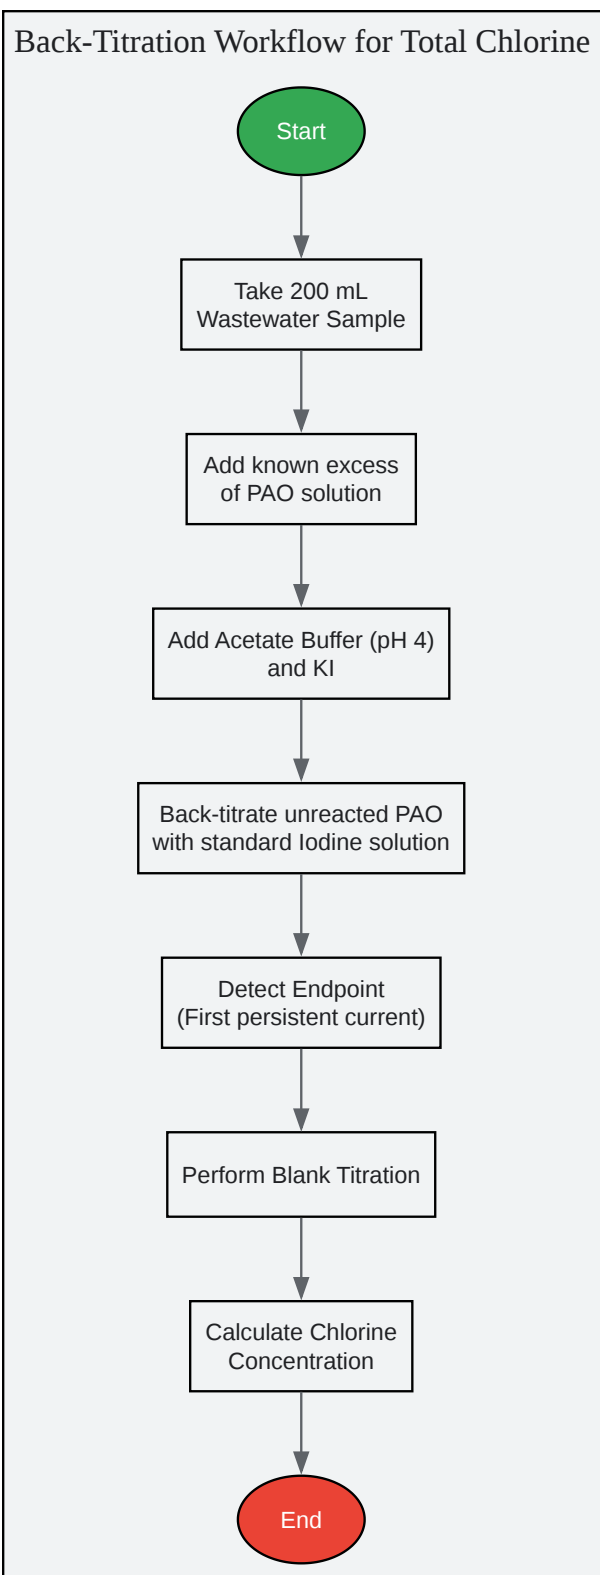 Back-Titration Workflow for Total Chlorine
Start
Take 200 mL
Wastewater Sample
Add known excess
of PAO solution
Add Acetate Buffer (pH 4)
and KI
Back-titrate unreacted PAO
with standard Iodine solution
Detect Endpoint
(First persistent current)
Perform Blank Titration
Calculate Chlorine
Concentration
End